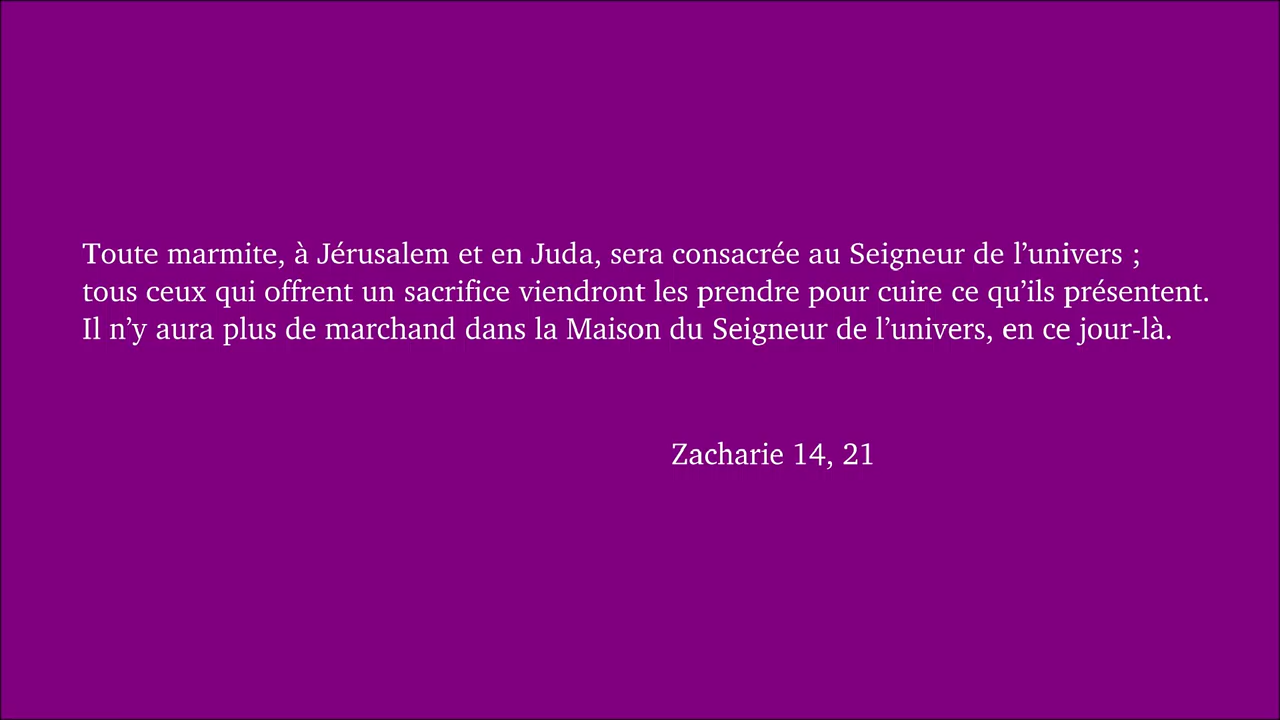 Toute marmite, à Jérusalem et en Juda, sera consacrée au Seigneur de l’univers ;
tous ceux qui offrent un sacrifice viendront les prendre pour cuire ce qu’ils présentent.
Il n’y aura plus de marchand dans la Maison du Seigneur de l’univers, en ce jour-là.
Zacharie 14, 21